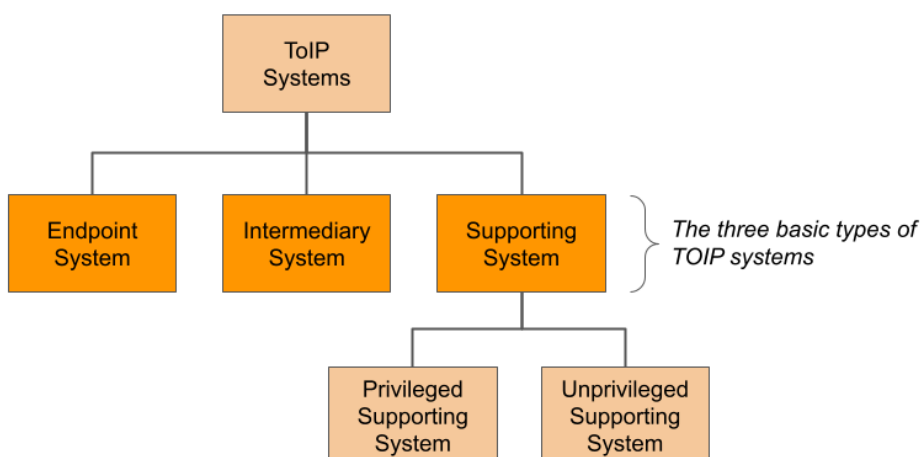 ToIP
Systems
Endpoint
System
Intermediary
System
Supporting
System
The three basic types of
TOIP systems
Privileged
Supporting
System
Unprivileged
Supporting
System